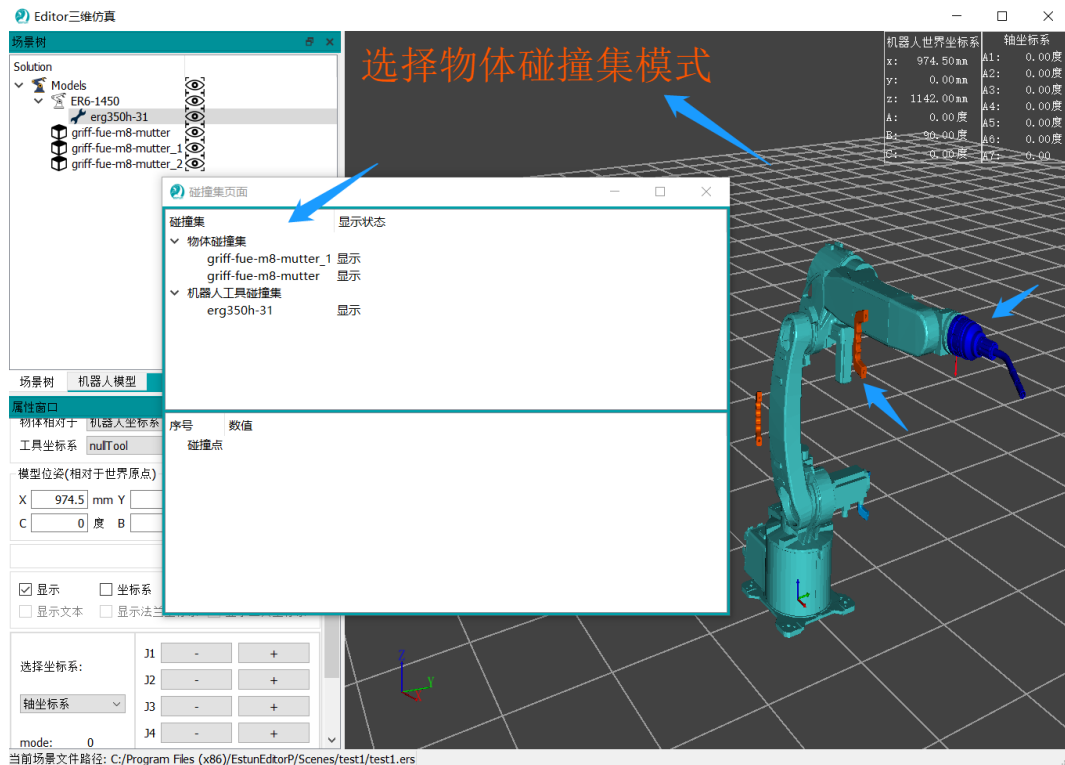 Editor三维仿真
场景树
Solution
Models
ER6-1450
erg350h-31
griff-fue-m8-mutter
griff-fue-m8-mutter_1
griff-fue-m8-mutter_2
选择物体碰撞集模式
机器人世界坐标系 轴坐标系
x: 974.50mm A1: 0.00度
y: 0.00mm A2: 0.00度
z: 1142.00mm A3: 0.00度
A: 0.00度 A4: 0.00度
B: 90.00度 A5: 0.00度
C: 0.00度 A6: 0.00度
A7: 0.00
碰撞集页面
碰撞集 显示状态
物体碰撞集
griff-fue-m8-mutter_1 显示
griff-fue-m8-mutter 显示
机器人工具碰撞集
erg350h-31 显示
序号 数值
碰撞点
场景树 机器人模型
属性窗口
物体相对于 机器人坐标系
工具坐标系 nullTool
模型位姿(相对于世界原点)
X 974.5 mm Y
C 0 度 B
显示 坐标系
显示文本 显示法兰
选择坐标系:
轴坐标系
mode: 0
J1 - +
J2 - +
J3 - +
J4 - +
Z
Y
当前场景文件路径: C:/Program Files (x86)/EstunEditorP/Scenes/test1/test1.ers